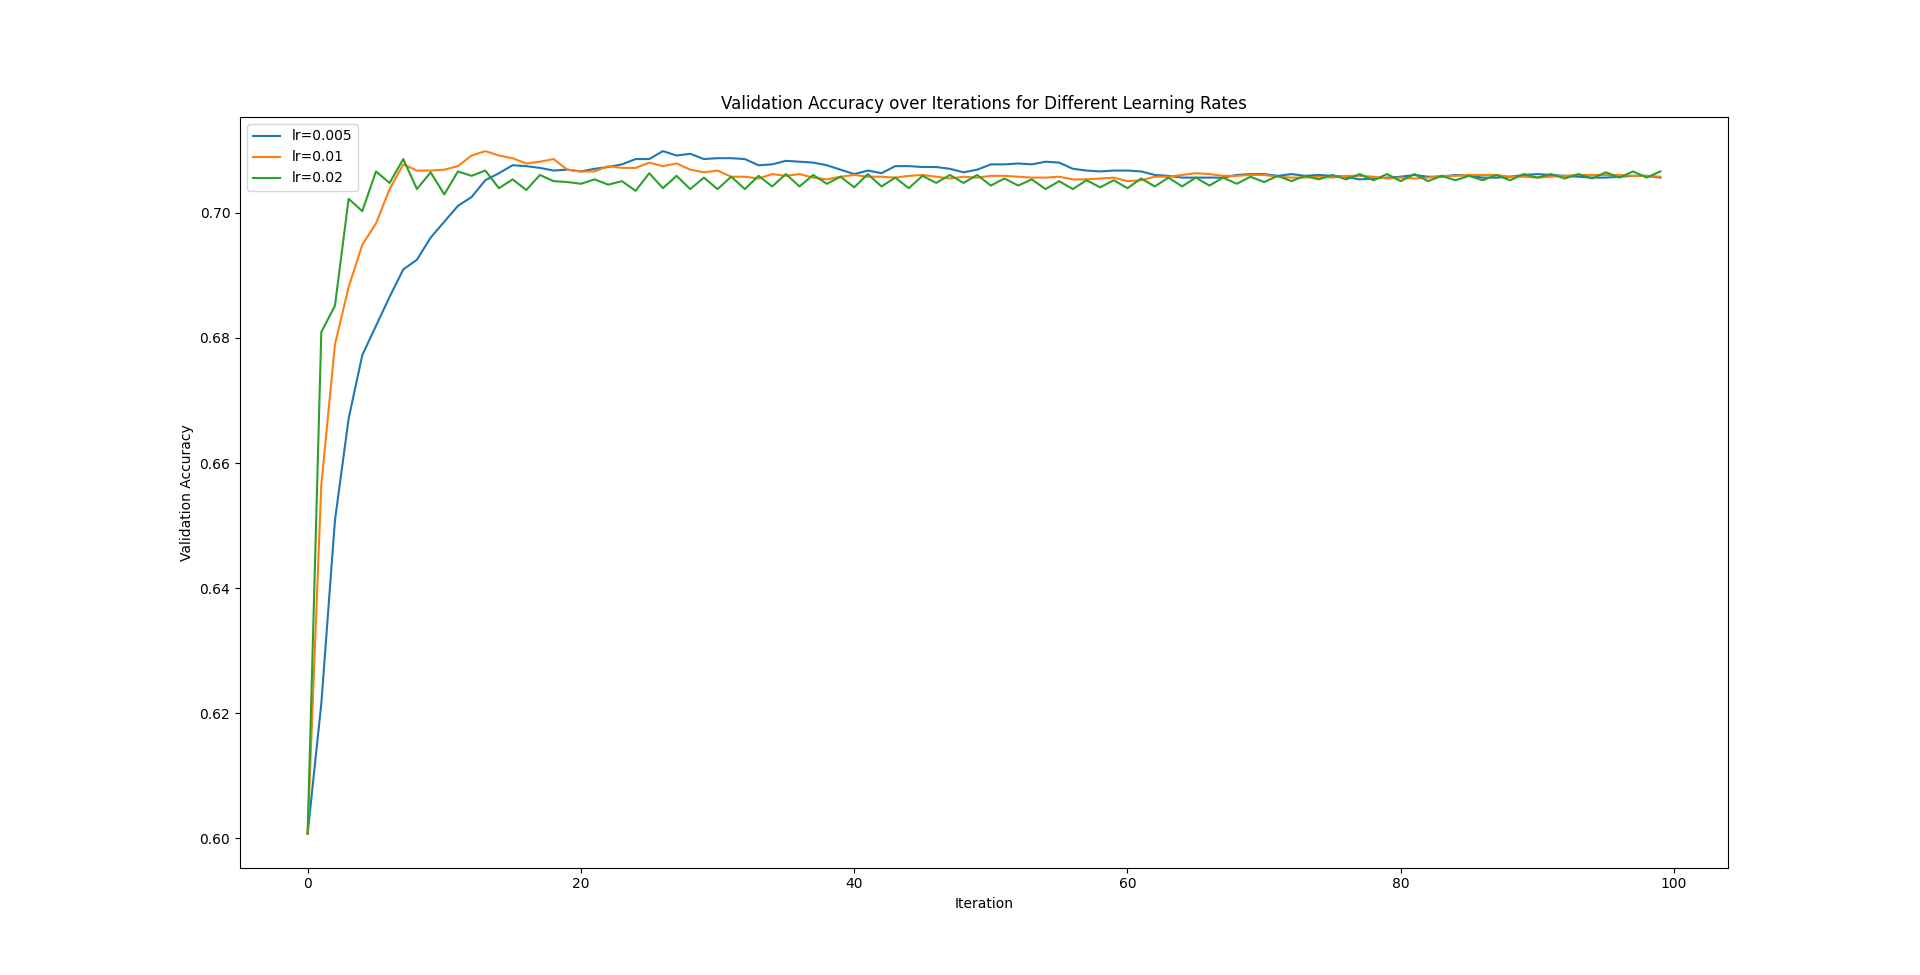 Validation Accuracy over Iterations for Different Learning Rates
lr=0.005
lr=0.01
lr=0.02
0.70
0.68
0.66
0.64
0.62
0.60
Validation Accuracy
0 20 40 60 80 100
Iteration